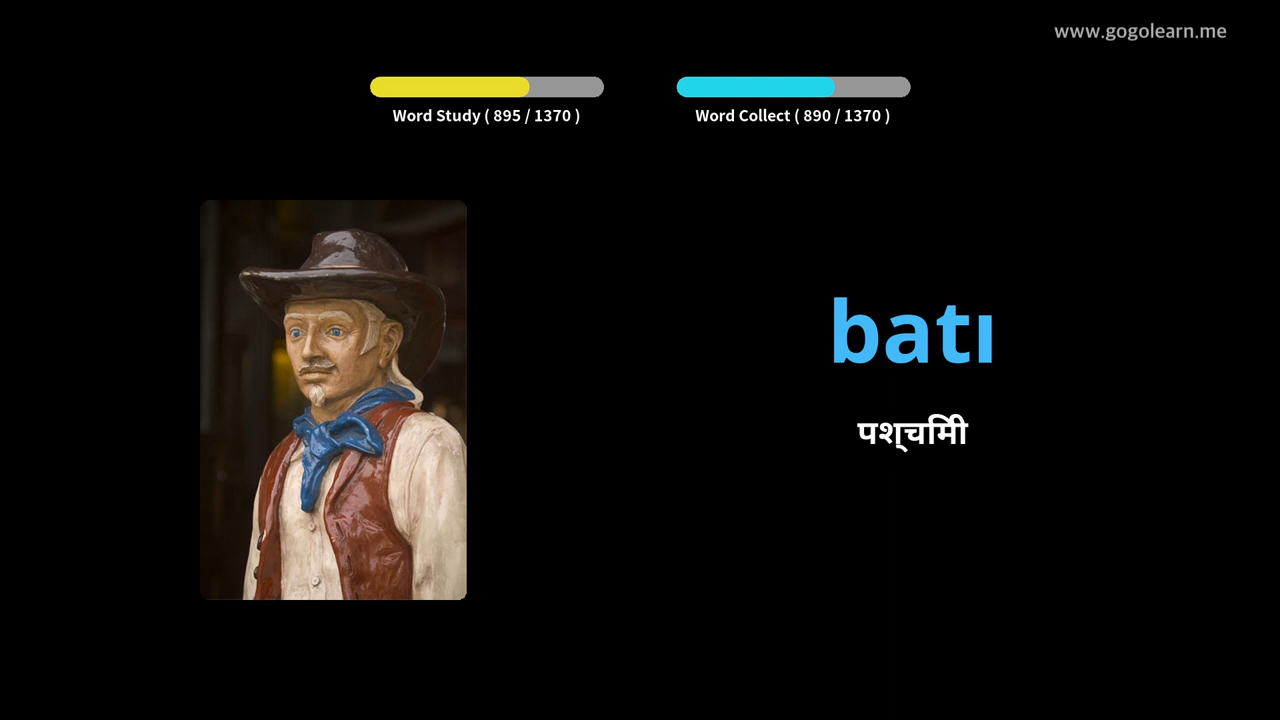 www.gogolearn.me
Word Study ( 895 / 1370 )
Word Collect ( 890 / 1370 )
batı
पश्चिमी